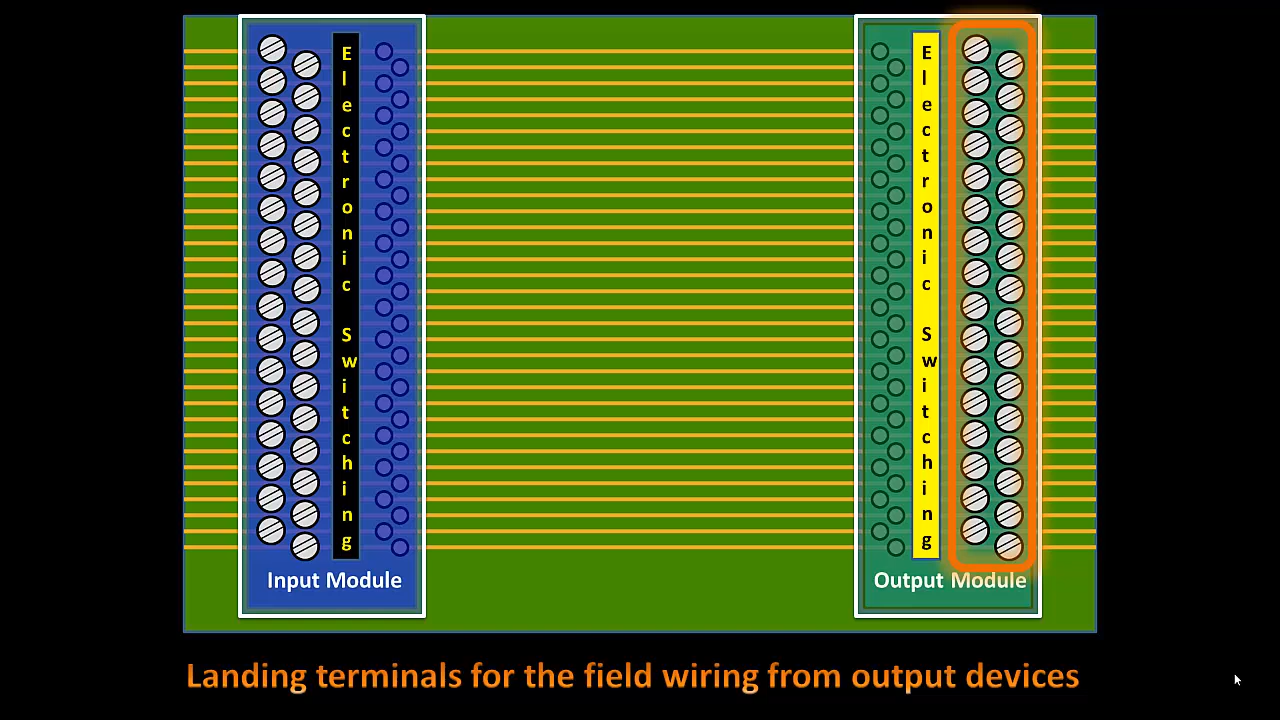 Electronic Switching
Electronic Switching
Input Module
Output Module
Landing terminals for the field wiring from output devices